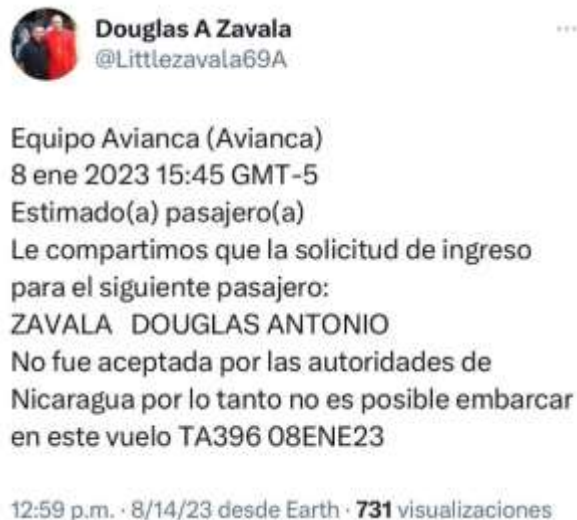 Douglas A Zavala
@Littlezavala69A
Equipo Avianca (Avianca)
8 ene 2023 15:45 GMT-5
Estimado(a) pasajero(a)
Le compartimos que la solicitud de ingreso
para el siguiente pasajero:
ZAVALA DOUGLAS ANTONIO
No fue aceptada por las autoridades de
Nicaragua por lo tanto no es posible embarcar
en este vuelo TA396 08ENE23
12:59 p.m. · 8/14/23 desde Earth · 731 visualizaciones